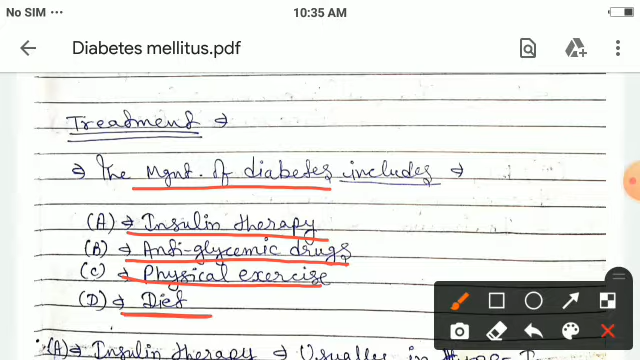 No SIM ••• 10:35 AM
Diabetes mellitus.pdf
Treatment ⇒
⇒ The Mgnt. of diabetes includes ⇒
(A) ⇒ Insulin therapy
(B) ⇒ Anti-glycemic drugs
(C) ⇒ Physical exercise
(D) ⇒ Diet
(A) ⇒ Insulin therapy ⇒ Usually in